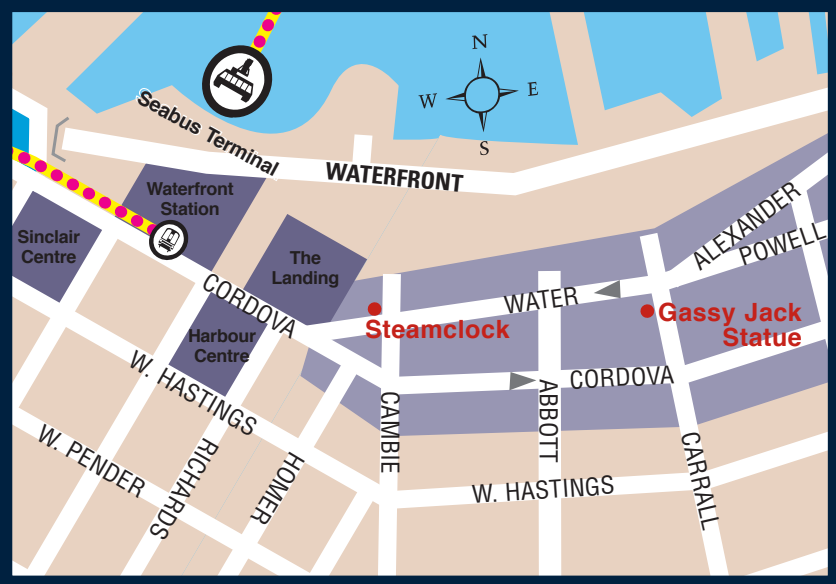 N
W
E
S
Seabus Terminal
WATERFRONT
Waterfront
Station
Sinclair
Centre
The
Landing
ALEXANDER
POWELL
CORDOVA
WATER
Steamclock
Gassy Jack
Statue
Harbour
Centre
W. HASTINGS
CORDOVA
CAMBIE
ABBOTT
W. PENDER
RICHARDS
HOMER
W. HASTINGS
CARRALL